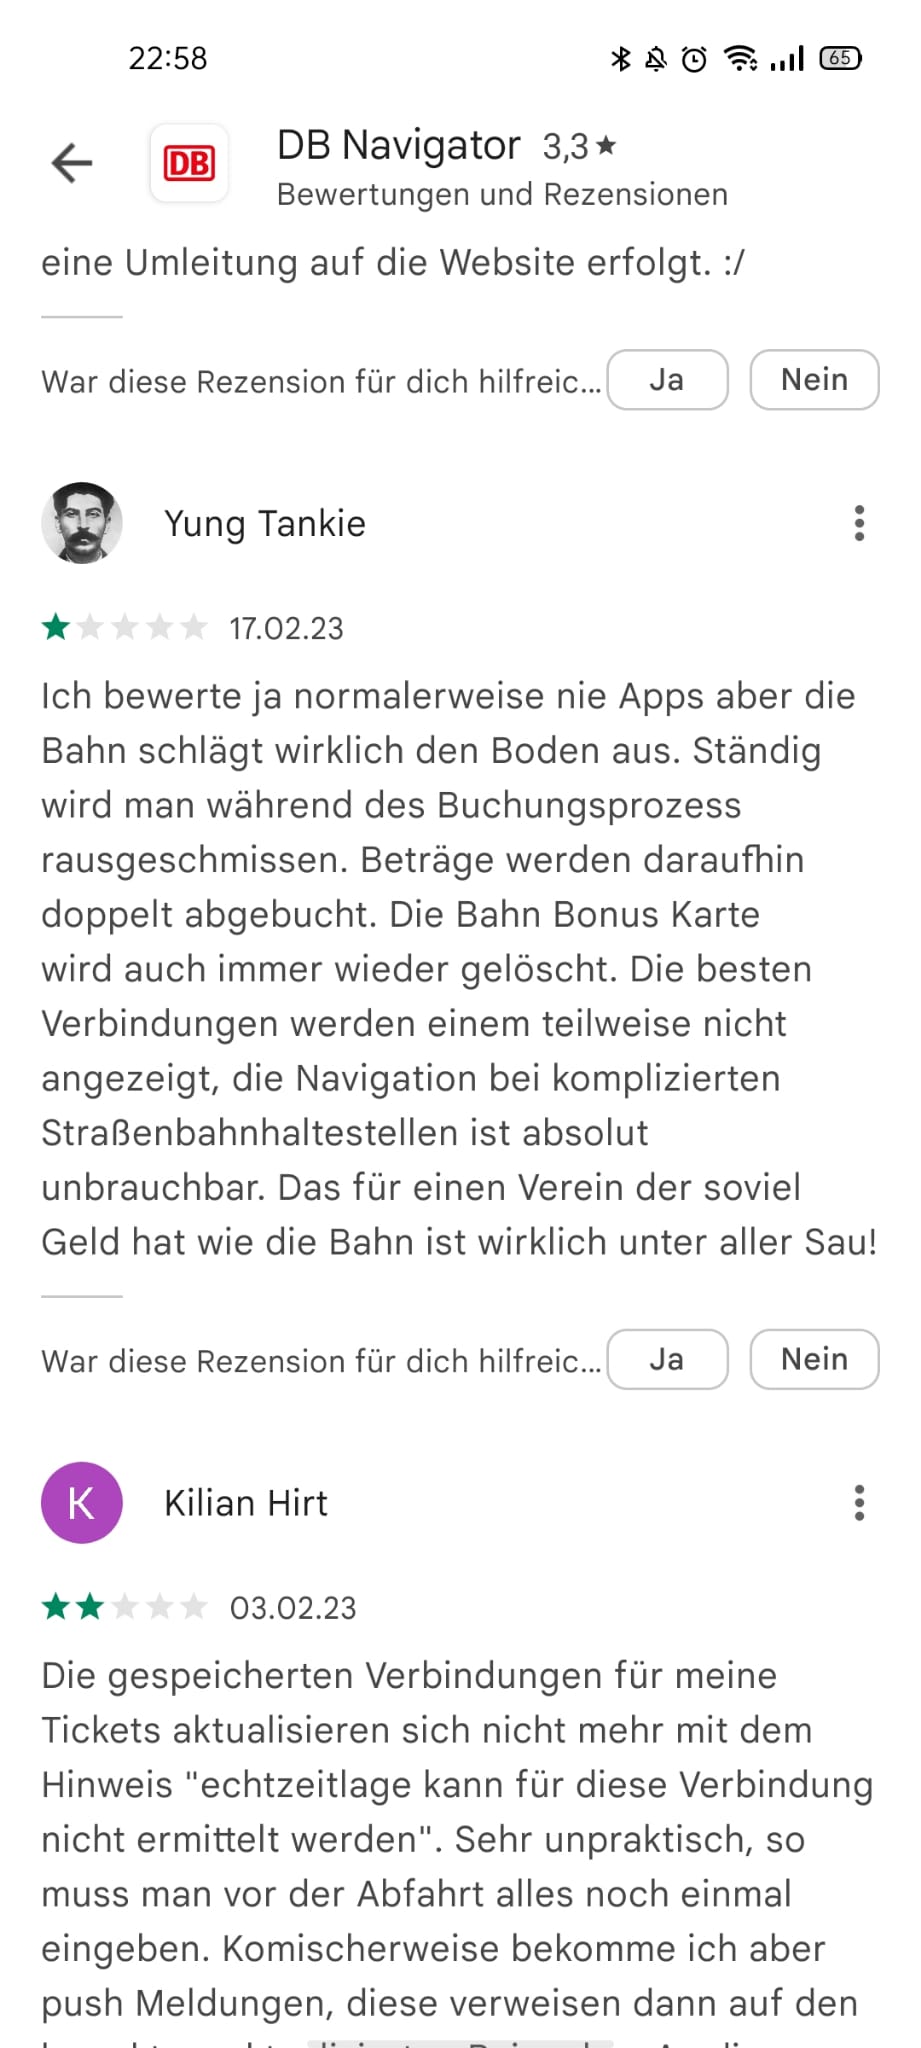 22:58
65
DB
DB Navigator 3,3★
Bewertungen und Rezensionen
eine Umleitung auf die Website erfolgt. :/
War diese Rezension für dich hilfreic... Ja Nein
Yung Tankie
17.02.23
Ich bewerte ja normalerweise nie Apps aber die
Bahn schlägt wirklich den Boden aus. Ständig
wird man während des Buchungsprozess
rausgeschmissen. Beträge werden daraufhin
doppelt abgebucht. Die Bahn Bonus Karte
wird auch immer wieder gelöscht. Die besten
Verbindungen werden einem teilweise nicht
angezeigt, die Navigation bei komplizierten
Straßenbahnhaltestellen ist absolut
unbrauchbar. Das für einen Verein der soviel
Geld hat wie die Bahn ist wirklich unter aller Sau!
War diese Rezension für dich hilfreic... Ja Nein
K
Kilian Hirt
03.02.23
Die gespeicherten Verbindungen für meine
Tickets aktualisieren sich nicht mehr mit dem
Hinweis "echtzeitlage kann für diese Verbindung
nicht ermittelt werden". Sehr unpraktisch, so
muss man vor der Abfahrt alles noch einmal
eingeben. Komischerweise bekomme ich aber
push Meldungen, diese verweisen dann auf den